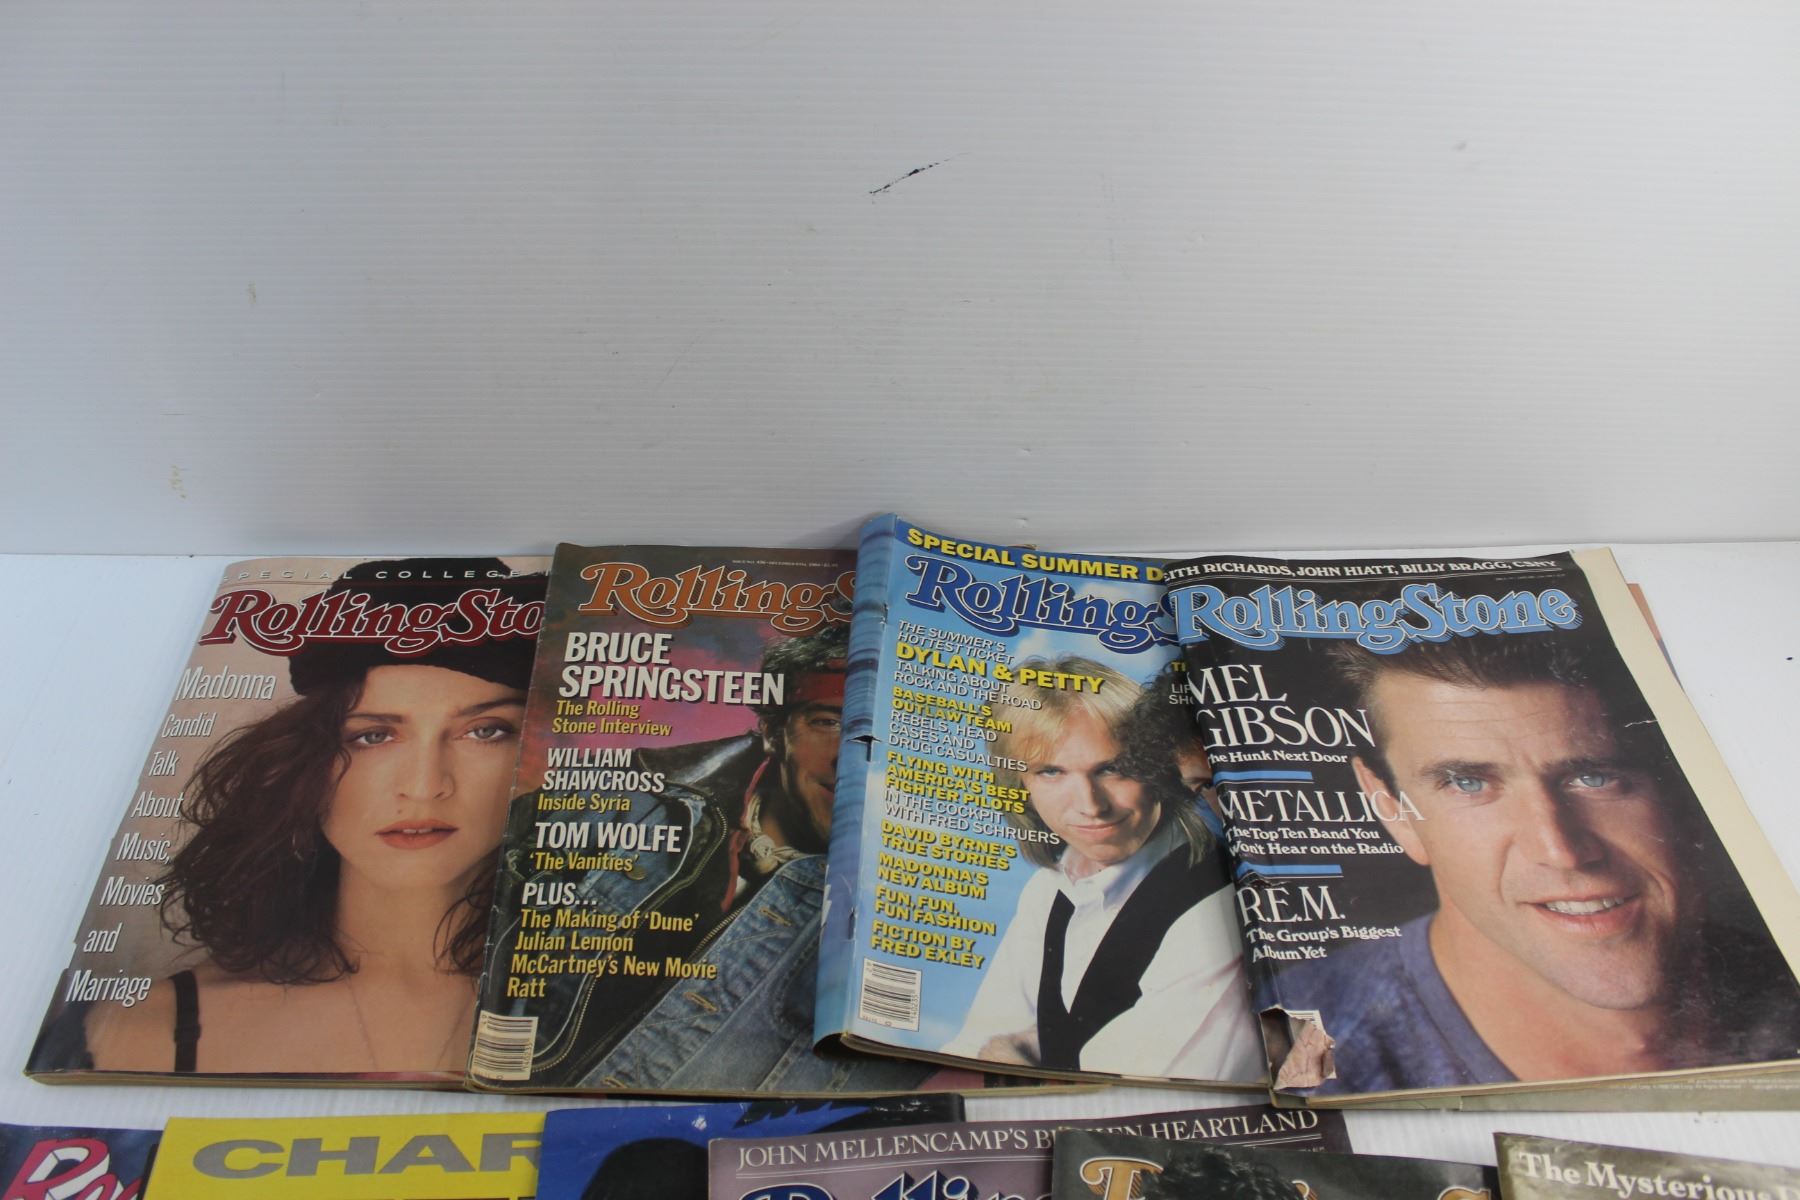 SPECIAL COLLEGE
RollingSto
Madonna
Candid
Talk
About
Music,
Movies
and
Marriage
RollingS
BRUCE
SPRINGSTEEN
The Rolling
Stone Interview
WILLIAM
SHAWCROSS
Inside Syria
TOM WOLFE
'The Vanities'
PLUS...
The Making of 'Dune'
Julian Lennon
McCartney's New Movie
Ratt
SPECIAL SUMMER D
Rolling
THE SUMMER'S
HOTTEST TICKET
DYLAN & PETTY
TALKING ABOUT
ROCK AND THE ROAD
BASEBALL'S
OUTLAW TEAM
REBELS, HEAD
CASES AND
DRUG CASUALTIES
FLYING WITH
AMERICA'S BEST
FIGHTER PILOTS
IN THE COCKPIT
WITH FRED SCHRUERS
DAVID BYRNE'S
TRUE STORIES
MADONNA'S
NEW ALBUM
FUN, FUN,
FUN FASHION
FICTION BY
FRED EXLEY
EITH RICHARDS, JOHN HIATT, BILLY BRAGG, CSNY
RollingStone
MEL
GIBSON
The Hunk Next Door
METALLICA
The Top Ten Band You
Won't Hear on the Radio
R.E.M.
The Group's Biggest
Album Yet
CHAR
JOHN MELLENCAMP'S BROKEN HEARTLAND
Rolling
The Mysterious